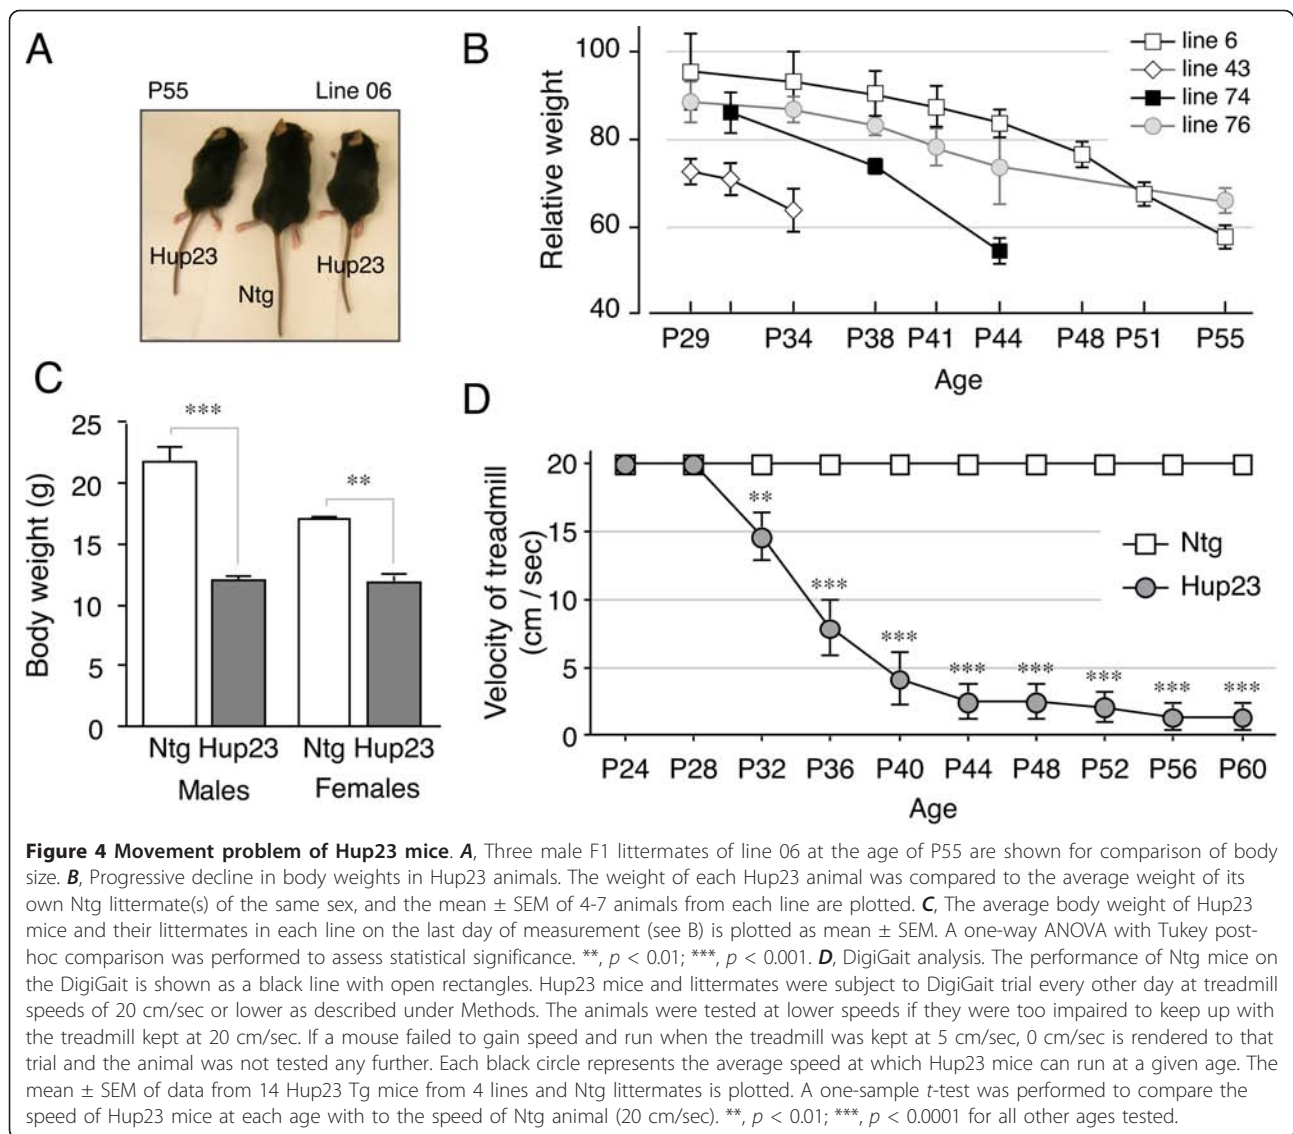 A
P55 Line 06
Hup23
Ntg
Hup23
B
Relative weight
100
80
60
40
line 6
line 43
line 74
line 76
P29 P34 P38 P41 P44 P48 P51 P55
Age
C
Body weight (g)
25
20
15
10
5
0
***
**
Ntg Hup23 Ntg Hup23
Males Females
D
Velocity of treadmill
(cm / sec)
20
15
10
5
0
** *** *** *** *** *** *** ***
Ntg
Hup23
P24 P28 P32 P36 P40 P44 P48 P52 P56 P60
Age
Figure 4 Movement problem of Hup23 mice. A, Three male F1 littermates of line 06 at the age of P55 are shown for comparison of body
size. B, Progressive decline in body weights in Hup23 animals. The weight of each Hup23 animal was compared to the average weight of its
own Ntg littermate(s) of the same sex, and the mean ± SEM of 4-7 animals from each line are plotted. C, The average body weight of Hup23
mice and their littermates in each line on the last day of measurement (see B) is plotted as mean ± SEM. A one-way ANOVA with Tukey post-
hoc comparison was performed to assess statistical significance. **, p < 0.01; ***, p < 0.001. D, DigiGait analysis. The performance of Ntg mice on
the DigiGait is shown as a black line with open rectangles. Hup23 mice and littermates were subject to DigiGait trial every other day at treadmill
speeds of 20 cm/sec or lower as described under Methods. The animals were tested at lower speeds if they were too impaired to keep up with
the treadmill kept at 20 cm/sec. If a mouse failed to gain speed and run when the treadmill was kept at 5 cm/sec, 0 cm/sec is rendered to that
trial and the animal was not tested any further. Each black circle represents the average speed at which Hup23 mice can run at a given age. The
mean ± SEM of data from 14 Hup23 Tg mice from 4 lines and Ntg littermates is plotted. A one-sample t-test was performed to compare the
speed of Hup23 mice at each age with to the speed of Ntg animal (20 cm/sec). **, p < 0.01; ***, p < 0.0001 for all other ages tested.